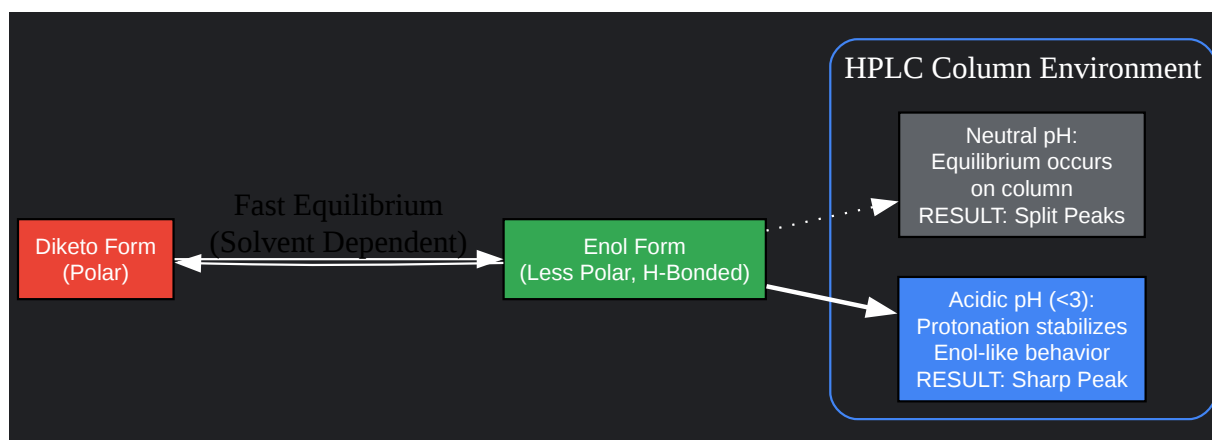 HPLC Column Environment
Neutral pH:
Equilibrium occurs
on column
RESULT: Split Peaks
Fast Equilibrium
(Solvent Dependent)
Diketo Form
(Polar)
Enol Form
(Less Polar, H-Bonded)
Acidic pH (<3):
Protonation stabilizes
Enol-like behavior
RESULT: Sharp Peak